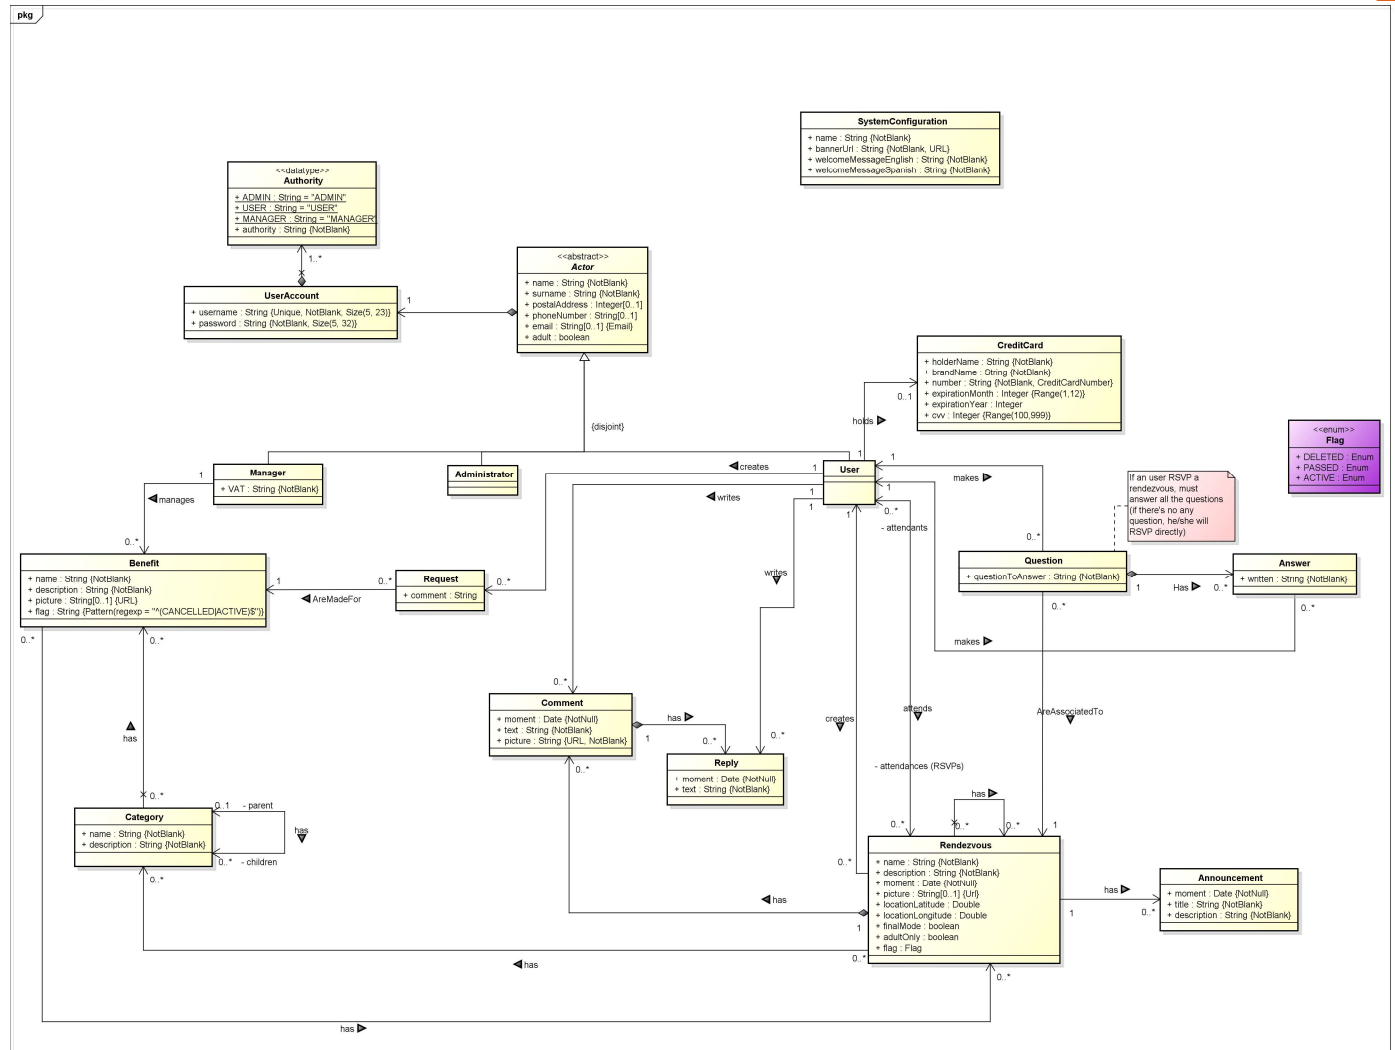 pkg
SystemConfiguration
+ name : String {NotBlank}
+ bannerUrl : String {NotBlank, URL}
+ welcomeMessageEnglish : String {NotBlank}
+ welcomeMessageSpanish : String {NotBlank}
<<datatype>>
Authority
+ ADMIN : String = "ADMIN"
+ USER : String = "USER"
+ MANAGER : String = "MANAGER"
+ authority : String {NotBlank}
1..*
UserAccount
+ username : String {Unique, NotBlank, Size(5, 23)}
+ password : String {NotBlank, Size(5, 32)}
1
<<abstract>>
Actor
+ name : String {NotBlank}
+ surname : String {NotBlank}
+ postalAddress : Integer[0..1]
+ phoneNumber : String[0..1]
+ email : String[0..1] {Email}
+ adult : boolean
{disjoint}
CreditCard
+ holderName : String {NotBlank}
+ brandName : String {NotBlank}
+ number : String {NotBlank, CreditCardNumber}
+ expirationMonth : Integer {Range(1,12)}
+ expirationYear : Integer
+ cvv : Integer {Range(100,999)}
0..1
holds
1
<<enum>>
Flag
+ DELETED : Enum
+ PASSED : Enum
+ ACTIVE : Enum
Manager
+ VAT : String {NotBlank}
1
manages
0..*
Administrator
User
1
creates
1
writes
1
writes
1
1
makes
1
0..*
- attendants
If an user RSVP a
rendezvous, must
answer all the questions
(if there's no any
question, he/she will
RSVP directly)
0..*
Question
+ questionToAnswer : String {NotBlank}
1
Has
0..*
Answer
+ written : String {NotBlank}
0..*
0..*
makes
Benefit
+ name : String {NotBlank}
+ description : String {NotBlank}
+ picture : String[0..1] {URL}
+ flag : String {Pattern(regexp = "^(CANCELLED|ACTIVE)$")}
0..*
0..*
1
AreMadeFor
0..*
Request
+ comment : String
0..*
0..*
Comment
+ moment : Date {NotNull}
+ text : String {NotBlank}
+ picture : String {URL, NotBlank}
0..*
1
has
0..*
0..*
Reply
+ moment : Date {NotNull}
+ text : String {NotBlank}
creates
attends
AreAssociatedTo
- attendances (RSVPs)
has
0..*
Category
+ name : String {NotBlank}
+ description : String {NotBlank}
0..1
- parent
has
0..*
- children
0..*
has
0..*
0..*
0..*
1
0..*
Rendezvous
+ name : String {NotBlank}
+ description : String {NotBlank}
+ moment : Date {NotNull}
+ picture : String[0..1] {Url}
+ locationLatitude : Double
+ locationLongitude : Double
+ finalMode : boolean
+ adultOnly : boolean
+ flag : Flag
has
1
0..*
has
1
has
0..*
Announcement
+ moment : Date {NotNull}
+ title : String {NotBlank}
+ description : String {NotBlank}
0..*
has